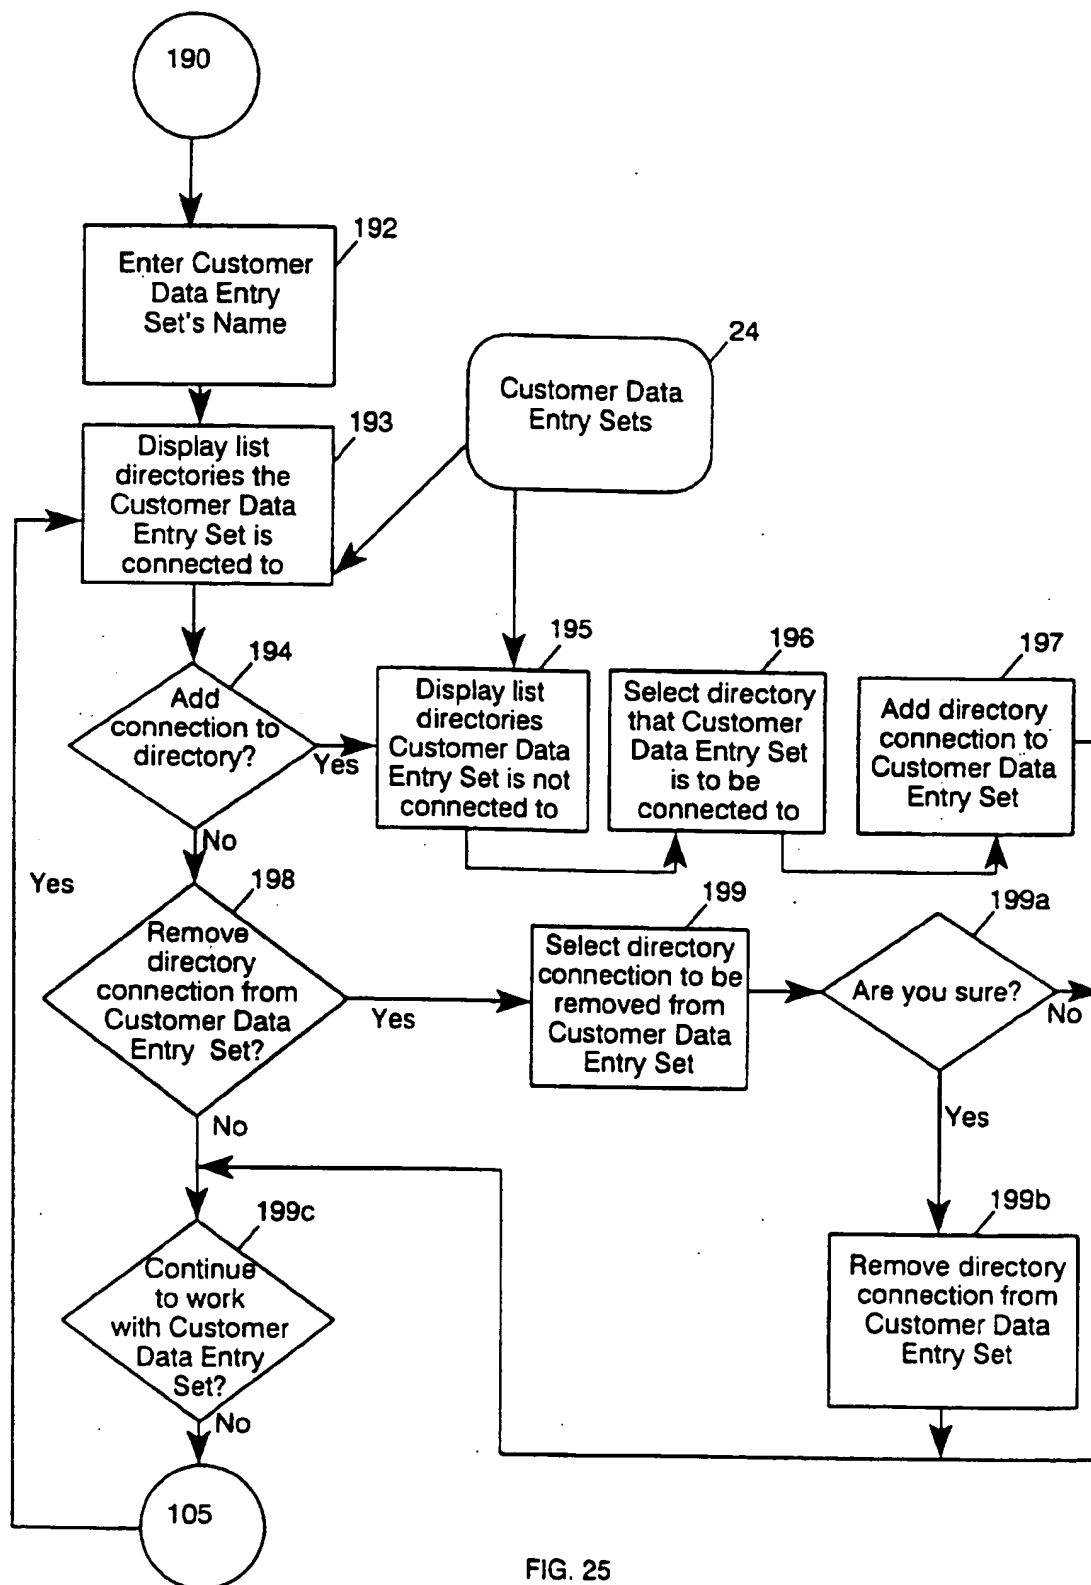 190
192
Enter Customer
Data Entry
Set's Name
24
Customer Data
Entry Sets
193
Display list
directories the
Customer Data
Entry Set is
connected to
194
Add
connection to
directory?
Yes
No
195
Display list
directories
Customer Data
Entry Set is not
connected to
196
Select directory
that Customer
Data Entry Set
is to be
connected to
197
Add directory
connection to
Customer Data
Entry Set
Yes
198
Remove
directory
connection from
Customer Data
Entry Set?
Yes
No
199
Select directory
connection to be
removed from
Customer Data
Entry Set
199a
Are you sure?
No
Yes
199b
Remove directory
connection from
Customer Data
Entry Set
199c
Continue
to work
with Customer
Data Entry
Set?
No
105
FIG. 25